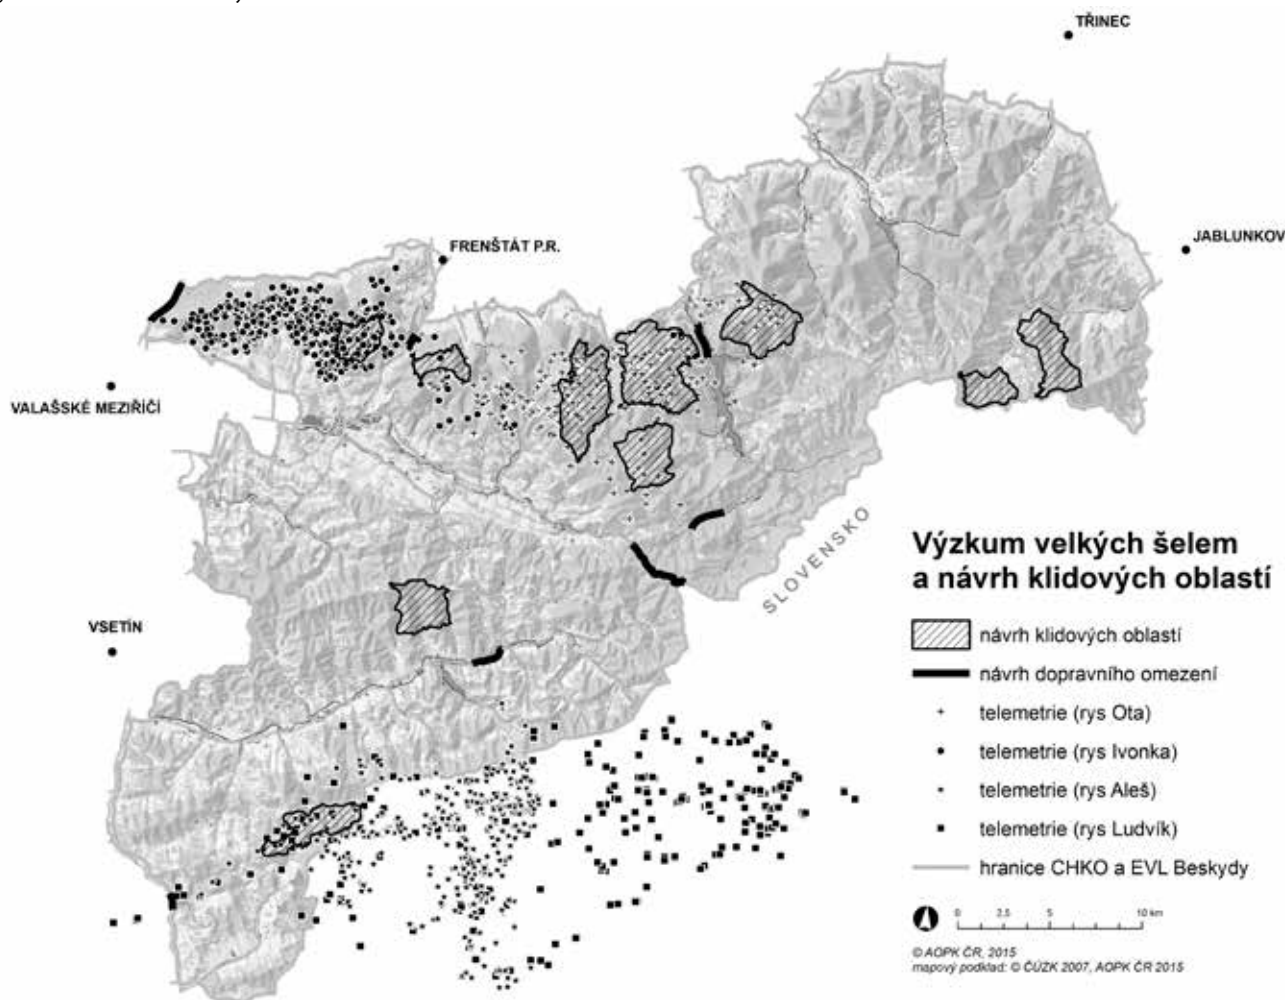 TŘINEC
JABLUNKOV
FRENŠTÁT P.R.
VALAŠSKÉ MEZIŘÍČÍ
VSETÍN
SLOVENSKO
Výzkum velkých šelem
a návrh klidových oblastí
návrh klidových oblastí
návrh dopravního omezení
telemetrie (rys Ota)
telemetrie (rys Ivonka)
telemetrie (rys Aleš)
telemetrie (rys Ludvík)
hranice CHKO a EVL Beskydy
0 2,5 5 10 km
© AOPK ČR, 2015
mapový podklad: © ČÚZK 2007, AOPK ČR 2015